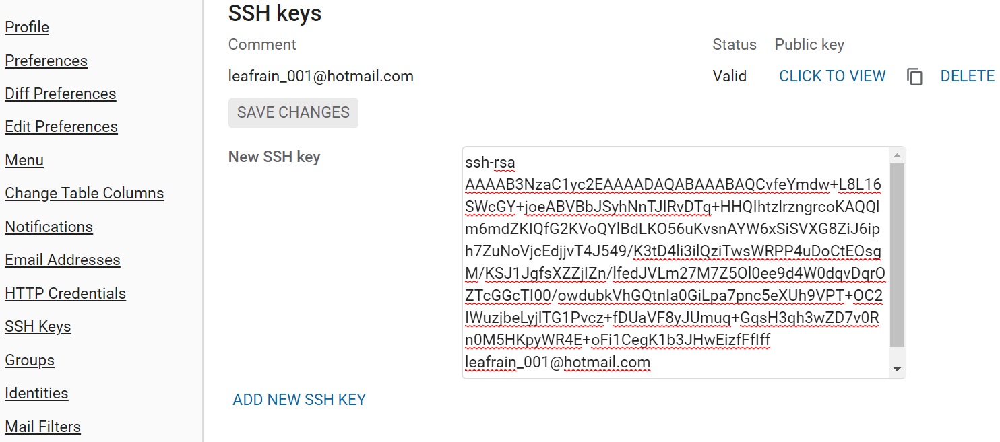 SSH keys
Profile
Comment
Status
Public key
Preferences
leafrain_001@hotmail.com
Valid
CLICK TO VIEW
DELETE
Diff Preferences
SAVE CHANGES
Edit Preferences
Menu
New SSH key
ssh-rsa
AAAAB3NzaC1yc2EAAAADAQABAAABAQCvfeYmdw+L8L16
SWcGY+joeABVBbJSyhNnTJlRvDTq+HHQIhtzlrzngrcoKAQQl
m6mdZKIQfG2KVoQYlBdLKO56uKvsnAYW6xSiSVXG8ZiJ6ip
h7ZuNoVjcEdjjvT4J549/K3tD4li3ilQziTwsWRPP4uDoCtEOsg
M/KSJ1JgfsXZZjIZn/lfedJVLm27M7Z5Ol0ee9d4W0dqvDqrO
ZTcGGcTl00/owdubkVhGQtnIa0GiLpa7pnc5eXUh9VPT+OC2
IWuzjbeLyjlTG1Pvcz+fDUaVF8yJUmuq+GqsH3qh3wZD7v0R
n0M5HKpyWR4E+oFi1CegK1b3JHwEizfFfIff
leafrain_001@hotmail.com
Change Table Columns
Notifications
Email Addresses
HTTP Credentials
SSH Keys
Groups
Identities
ADD NEW SSH KEY
Mail Filters